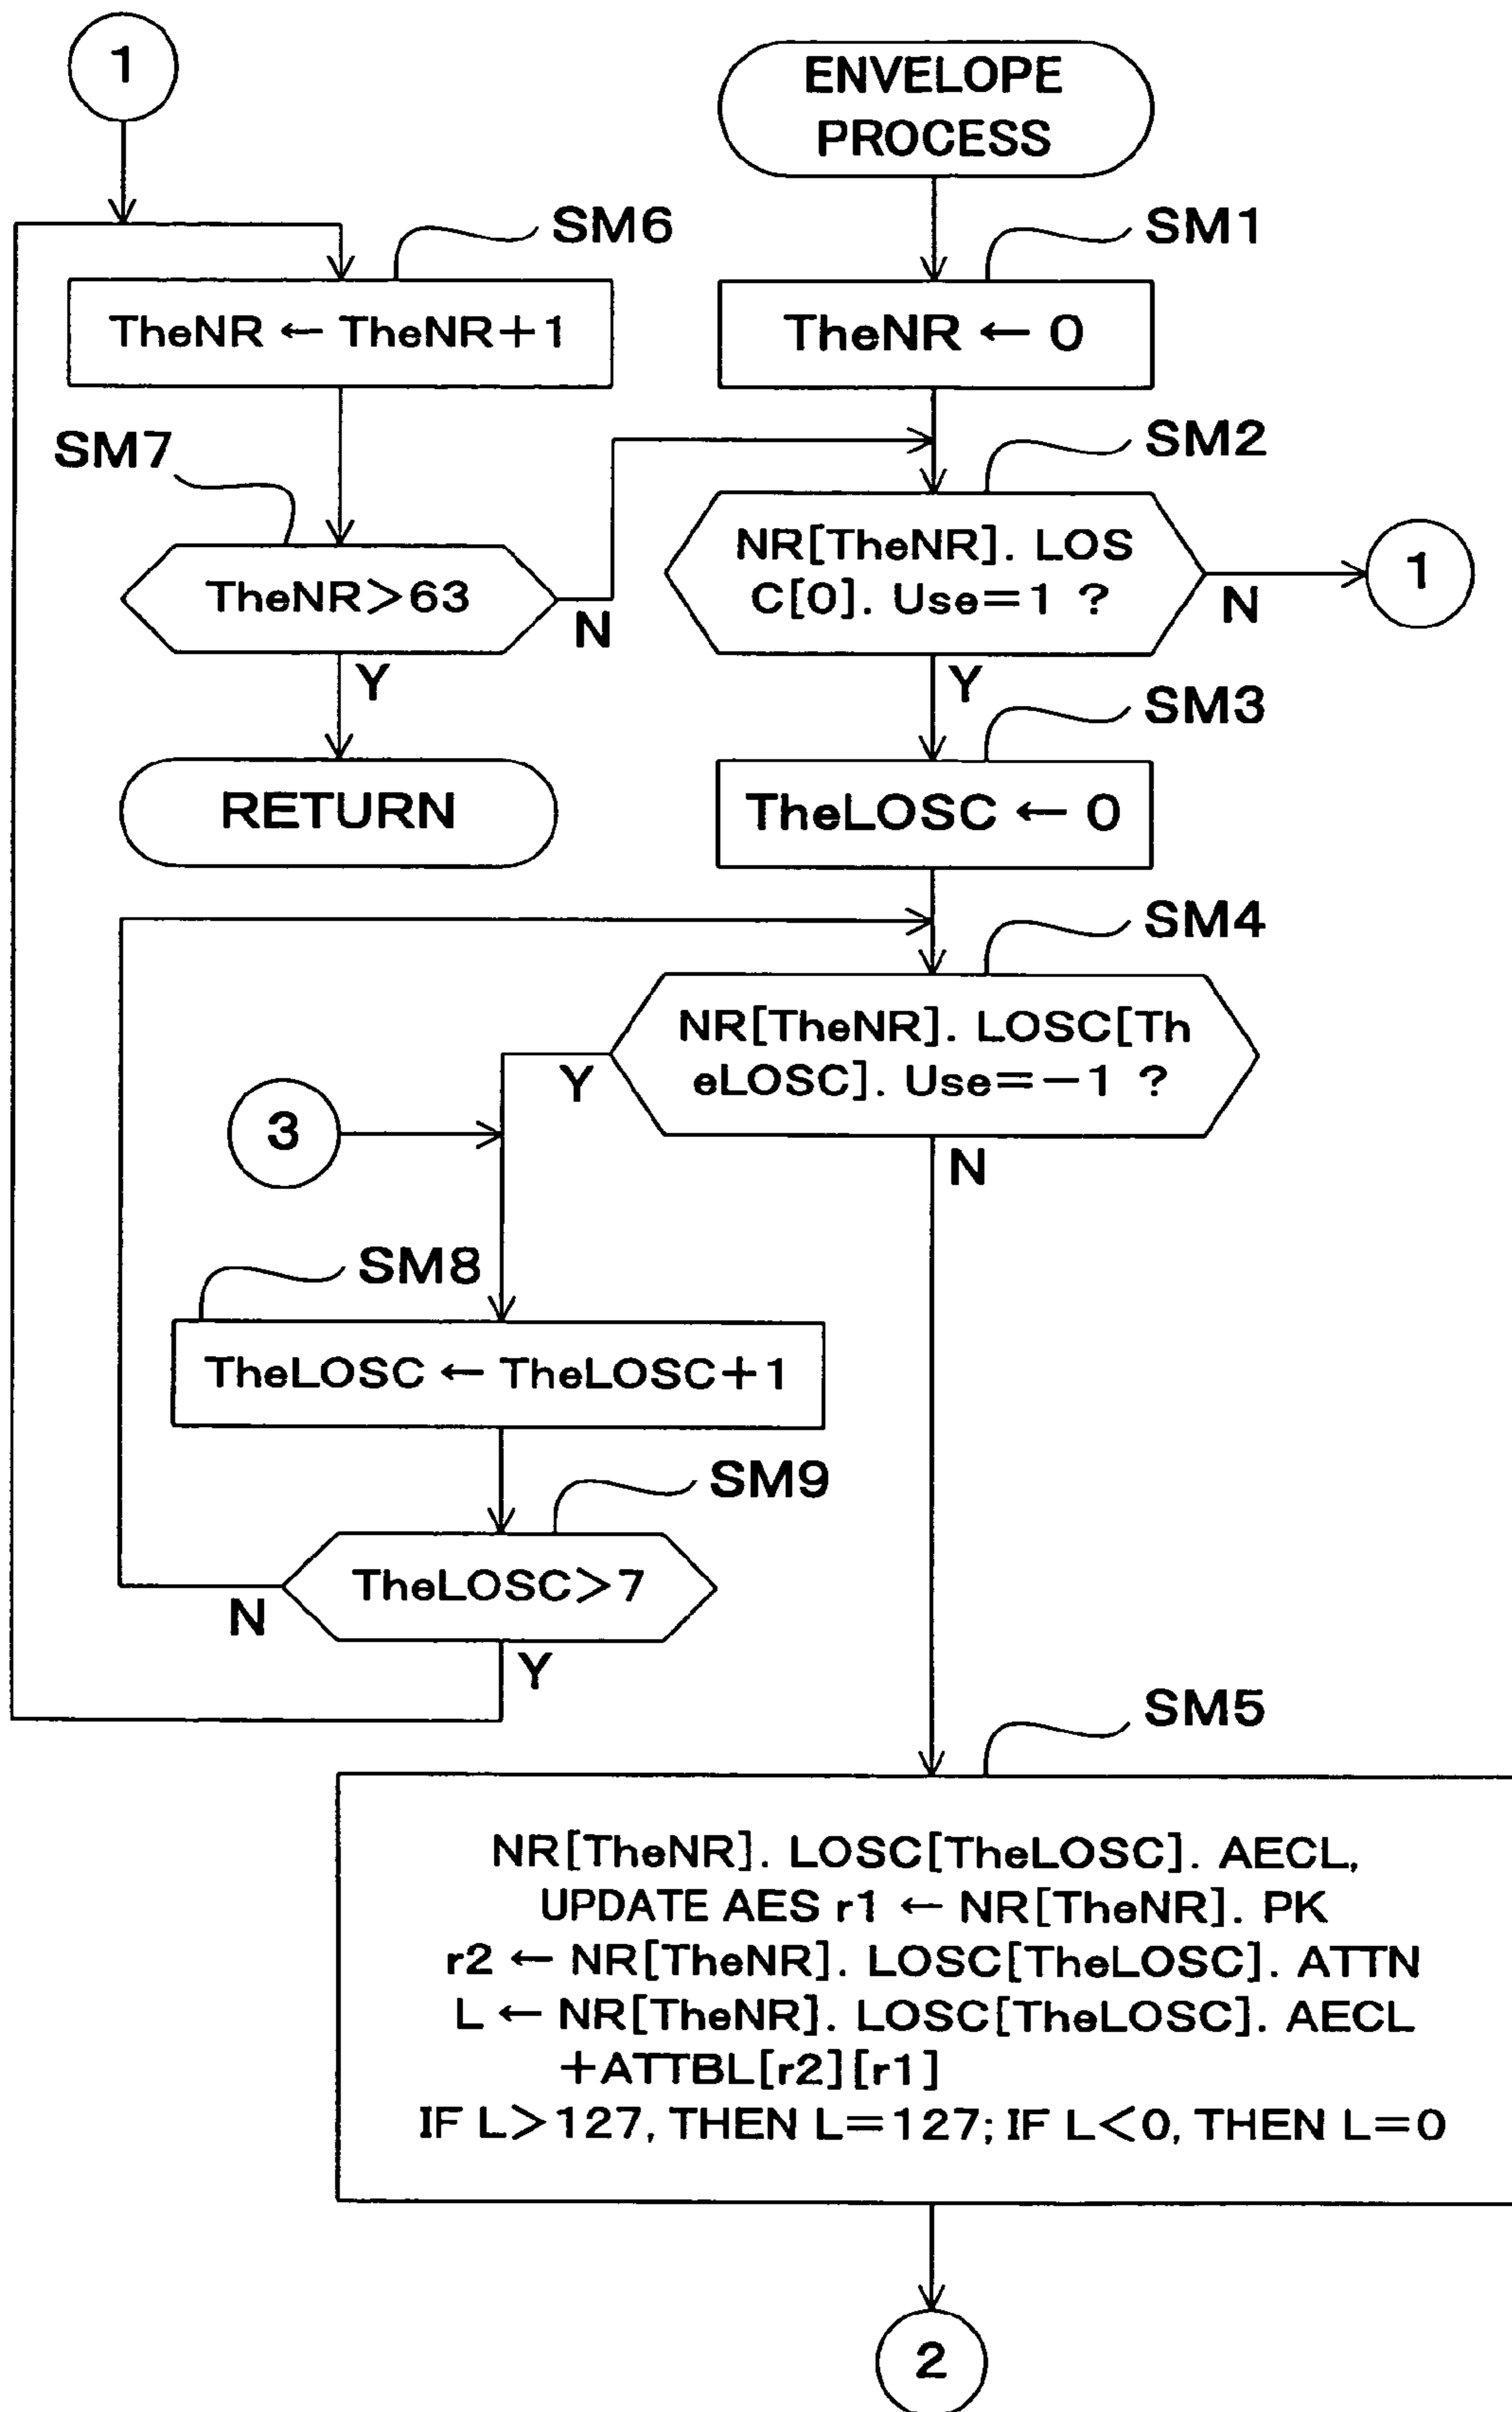 1
ENVELOPE
PROCESS
SM6
SM1
TheNR ← TheNR+1
TheNR ← 0
SM7
SM2
TheNR>63
N
Y
NR[TheNR]. LOS
C[0]. Use=1 ?
N
1
Y
SM3
RETURN
TheLOSC ← 0
SM4
NR[TheNR]. LOSC[Th
eLOSC]. Use=-1 ?
Y
3
N
SM8
TheLOSC ← TheLOSC+1
SM9
TheLOSC>7
N
Y
SM5
NR[TheNR]. LOSC[TheLOSC]. AECL,
UPDATE AES r1 ← NR[TheNR]. PK
r2 ← NR[TheNR]. LOSC[TheLOSC]. ATTN
L ← NR[TheNR]. LOSC[TheLOSC]. AECL
+ATTBL[r2][r1]
IF L>127, THEN L=127; IF L<0, THEN L=0
2